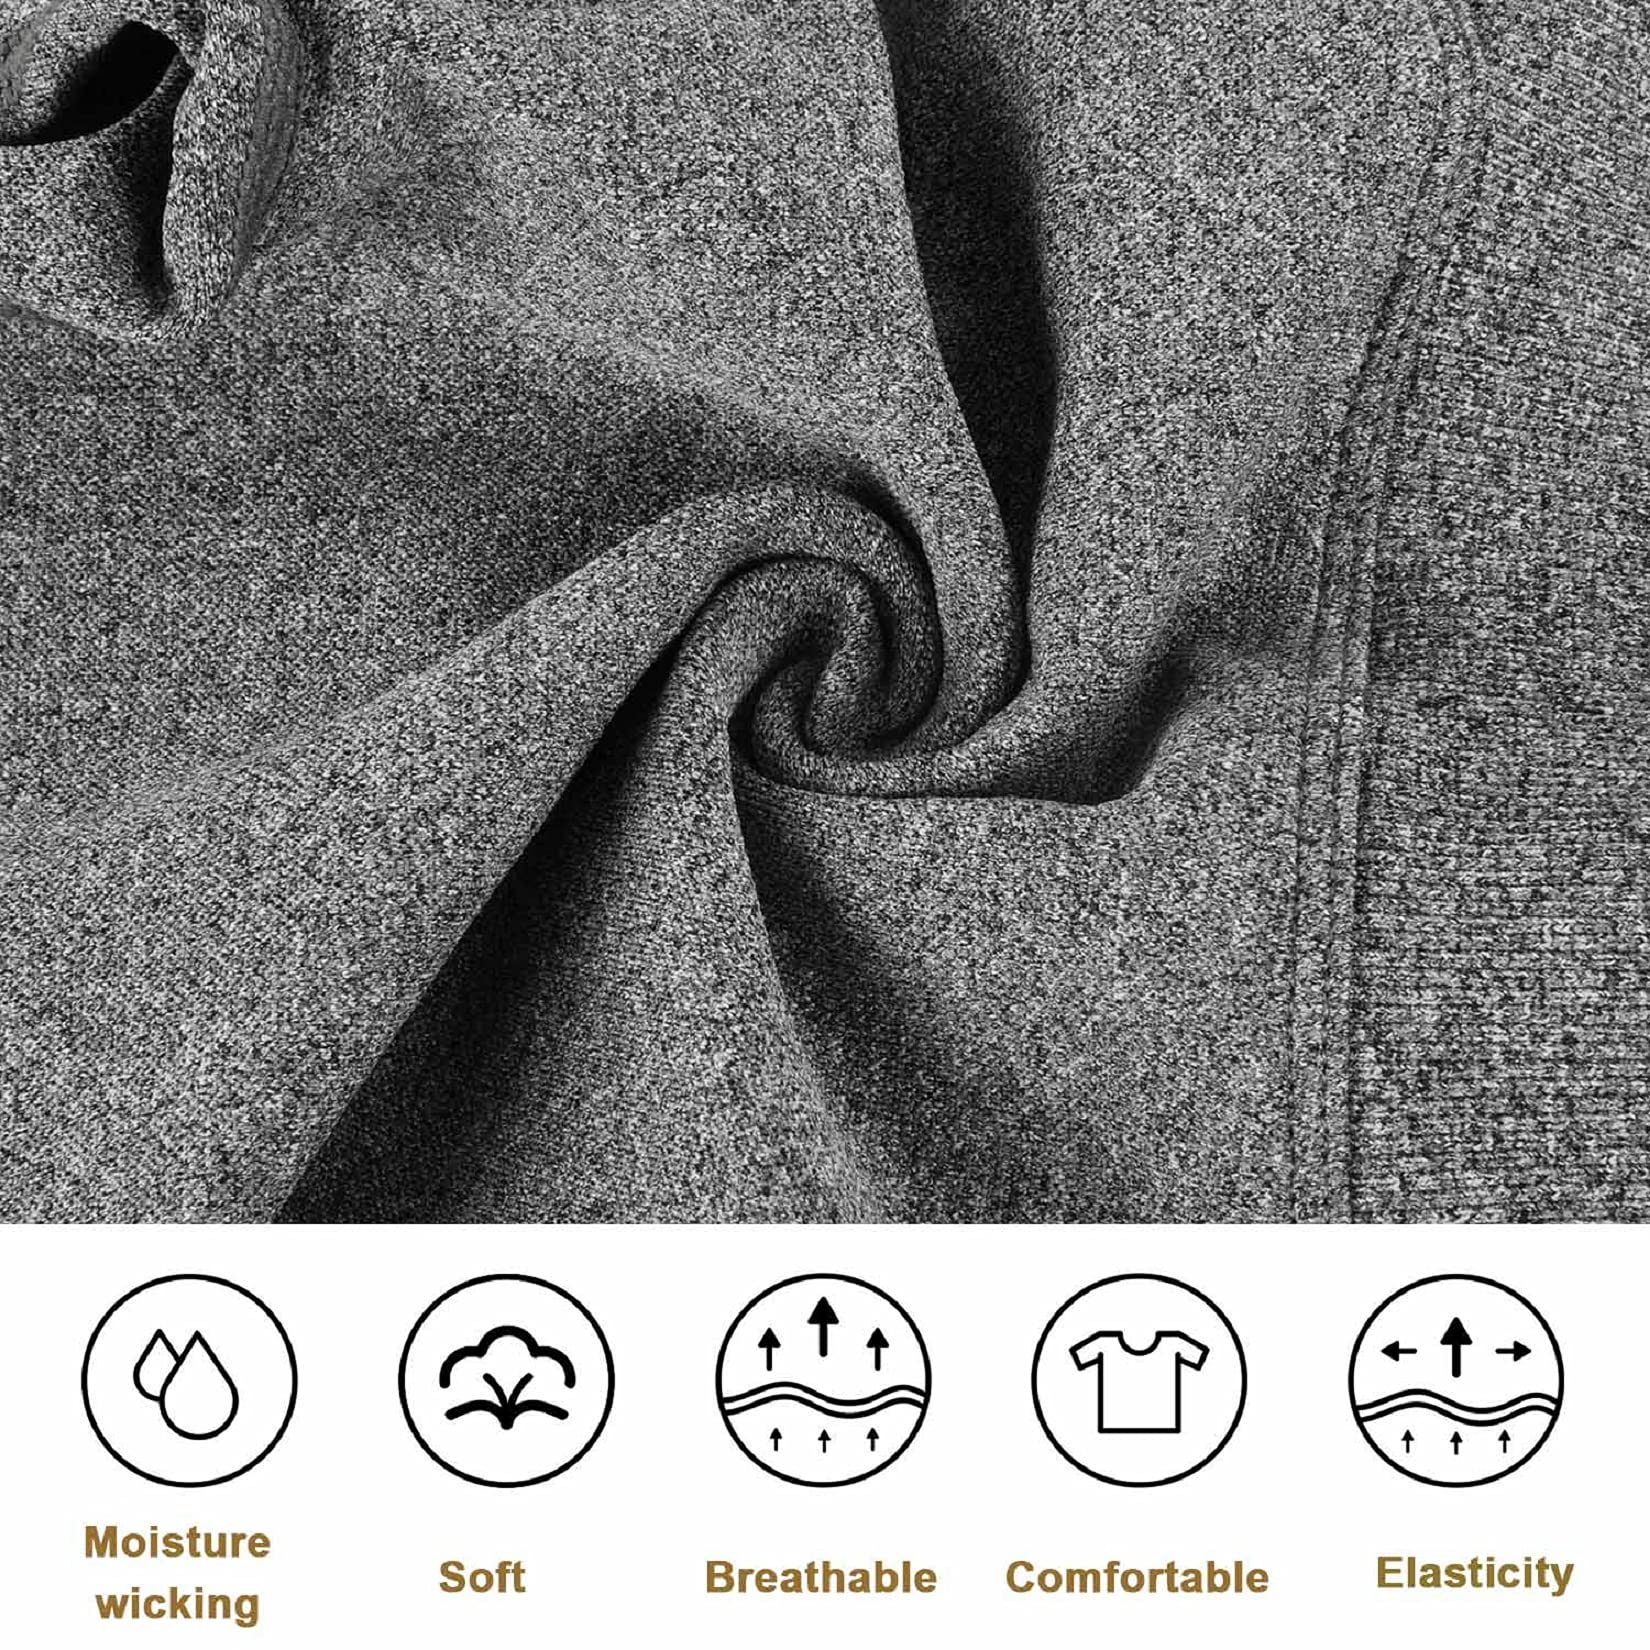 Moisture
wicking
Soft
Breathable
Comfortable
Elasticity